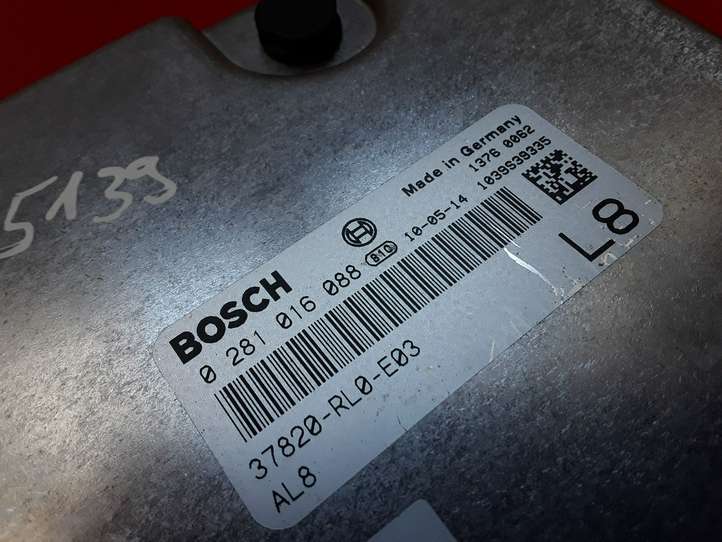 5139
Made in Germany
1376 0062
10-05-14 1039S39335
BOSCH
0 281 016 088 810
L8
37820-RL0-E03
AL8